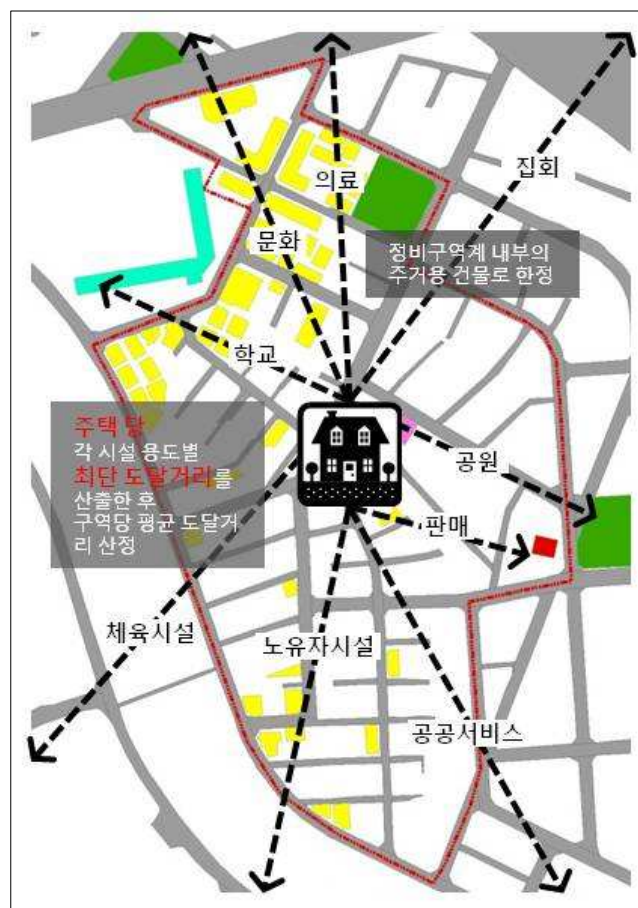 집회
의료
문화
정비구역계 내부의
주거용 건물로 한정
학교
주택 당
각 시설 용도별
최단 도달거리를
산출한 후
구역당 평균 도달거
리 산정
공원
판매
체육시설
노유자시설
공공서비스